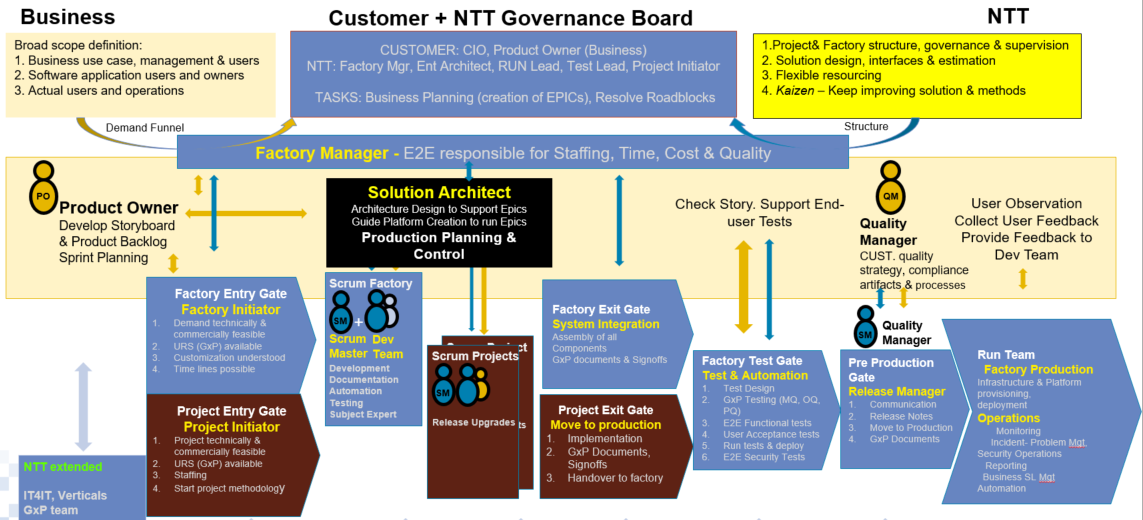 Business
Customer + NTT Governance Board
NTT
Broad scope definition:
1. Business use case, management & users
2. Software application users and owners
3. Actual users and operations
CUSTOMER: CIO, Product Owner (Business)
NTT: Factory Mgr, Ent Architect, RUN Lead, Test Lead, Project Initiator
TASKS: Business Planning (creation of EPICs), Resolve Roadblocks
1.Project& Factory structure, governance & supervision
2. Solution design, interfaces & estimation
3. Flexible resourcing
4. Kaizen – Keep improving solution & methods
Demand Funnel
Structure
Factory Manager - E2E responsible for Staffing, Time, Cost & Quality
PO
Product Owner
Develop Storyboard
& Product Backlog
Sprint Planning
Solution Architect
Architecture Design to Support Epics
Guide Platform Creation to run Epics
Production Planning &
Control
Check Story. Support End-
user Tests
QM
Quality
Manager
CUST. quality
strategy, compliance
artifacts & processes
User Observation
Collect User Feedback
Provide Feedback to
Dev Team
Factory Entry Gate
Factory Initiator
1. Demand technically &
commercially feasible
2. URS (GxP) available
3. Customization understood
4. Time lines possible
Project Entry Gate
Project Initiator
1. Project technically &
commercially feasible
2. URS (GxP) available
3. Staffing
4. Start project methodology
NTT extended
IT4IT, Verticals
GxP team
Scrum Factory
SM
+
Scrum Dev
Master Team
Development
Documentation
Automation
Testing
Subject Expert
Scrum Project
Scrum Projects
SM
Release Upgrades
ts
Factory Exit Gate
System Integration
Assembly of all
Components
GxP documents & Signoffs
Project Exit Gate
Move to production
1. Implementation
2. GxP Documents,
Signoffs
3. Handover to factory
Factory Test Gate
Test & Automation
1. Test Design
2. GxP Testing (MQ, OQ,
PQ)
3. E2E Functional tests
4. User Acceptance tests
5. Run tests & deploy
6. E2E Security Tests
SM
Quality
Manager
Pre Production
Gate
Release Manager
1. Communication
2. Release Notes
3. Move to Production
4. GxP Documents
Run Team
Factory Production
Infrastructure & Platform
provisioning,
deployment
Operations
Monitoring
Incident- Problem Mgt,
Security Operations
Reporting
Business SL Mgt
Automation